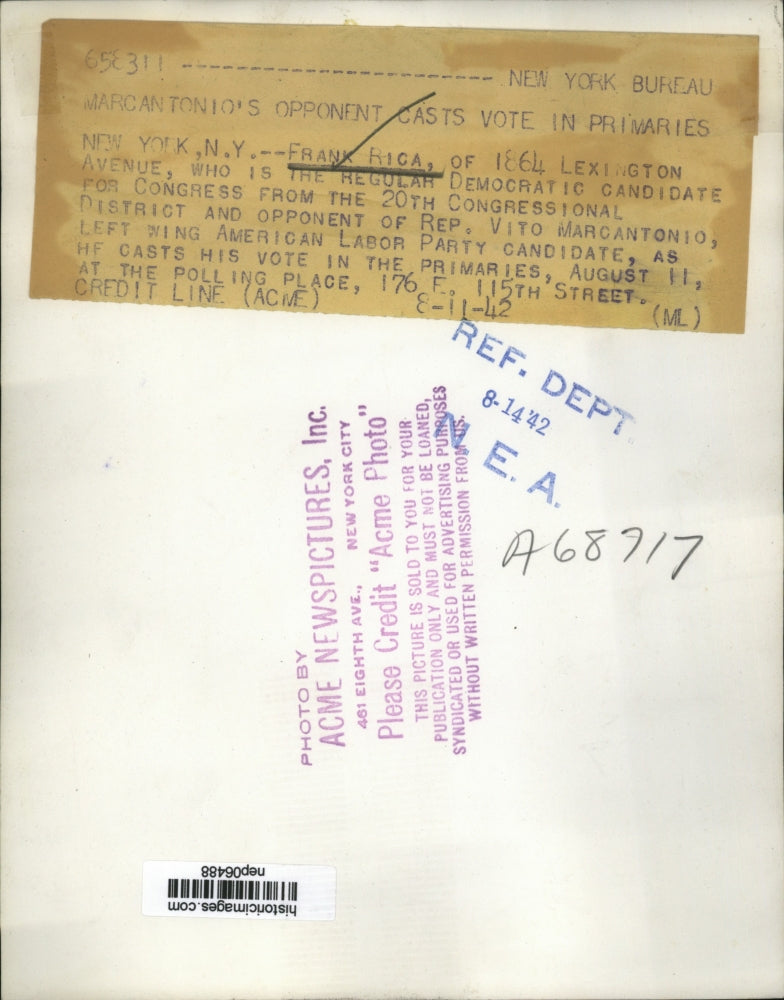 658311 ------------------------ NEW YORK BUREAU
MARCANTONIO'S OPPONENT CASTS VOTE IN PRIMARIES
NEW YORK, N.Y.--FRANK RICA, OF 1864 LEXINGTON
AVENUE, WHO IS THE REGULAR DEMOCRATIC CANDIDATE
FOR CONGRESS FROM THE 20TH CONGRESSIONAL
DISTRICT AND OPPONENT OF REP. VITO MARCANTONIO,
LEFT WING AMERICAN LABOR PARTY CANDIDATE, AS
HE CASTS HIS VOTE IN THE PRIMARIES, AUGUST 11,
AT THE POLLING PLACE, 176 E. 115TH STREET.
CREDIT LINE (ACME) 8-11-42 (ML)
REF. DEPT.
8-14'42
N. E. A.
A68717
PHOTO BY
ACME NEWSPICTURES, Inc.
461 EIGHTH AVE., NEW YORK CITY
Please Credit "Acme Photo"
THIS PICTURE IS SOLD TO YOU FOR YOUR
PUBLICATION ONLY AND MUST NOT BE LOANED,
SYNDICATED OR USED FOR ADVERTISING PURPOSES
WITHOUT WRITTEN PERMISSION FROM US.
historicimages.com
nep06488